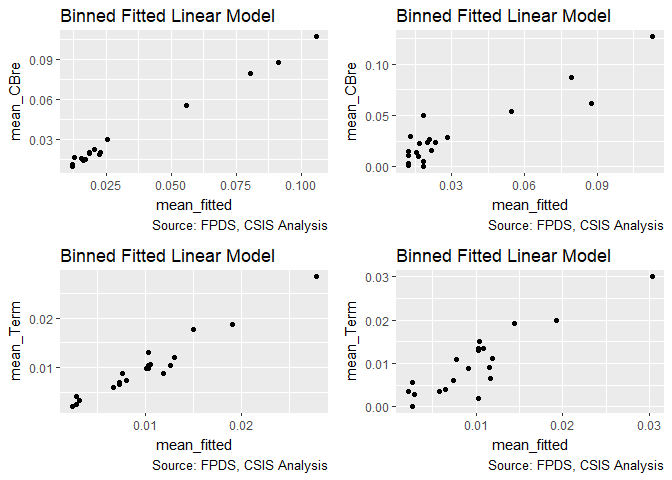 Binned Fitted Linear Model
mean_CBre
0.09
0.06
0.03
0.025 0.050 0.075 0.100
mean_fitted
Source: FPDS, CSIS Analysis
Binned Fitted Linear Model
mean_CBre
0.10
0.05
0.00
0.03 0.06 0.09
mean_fitted
Source: FPDS, CSIS Analysis
Binned Fitted Linear Model
mean_Term
0.02
0.01
0.01 0.02
mean_fitted
Source: FPDS, CSIS Analysis
Binned Fitted Linear Model
mean_Term
0.03
0.02
0.01
0.00
0.01 0.02 0.03
mean_fitted
Source: FPDS, CSIS Analysis